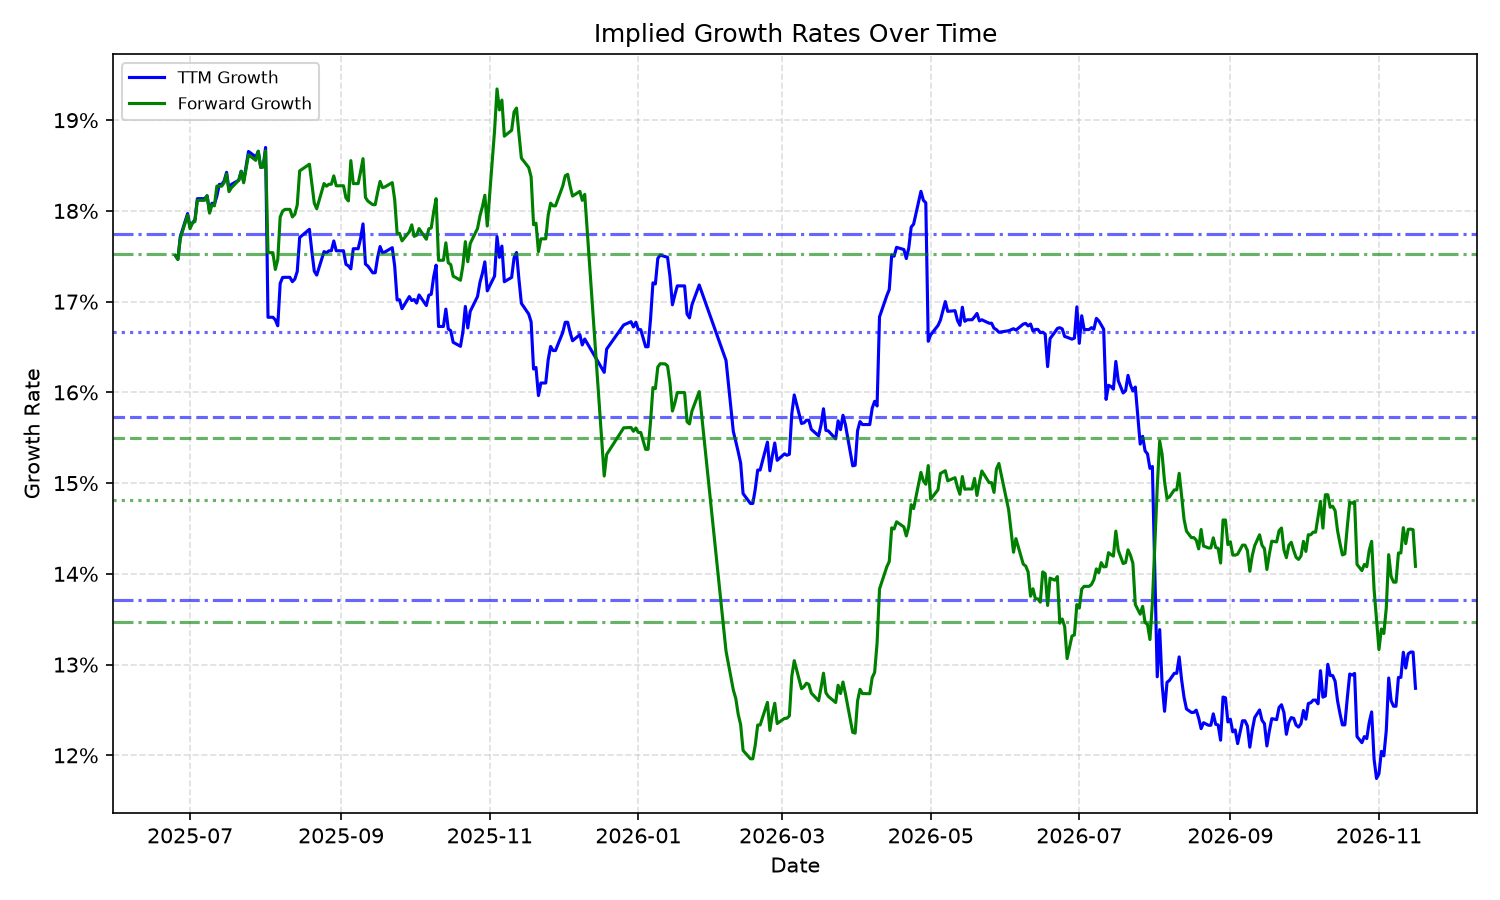 Implied Growth Rates Over Time
TTM Growth
Forward Growth
19%
18%
17%
16%
15%
14%
13%
12%
Growth Rate
2025-07 2025-09 2025-11 2026-01 2026-03 2026-05 2026-07 2026-09 2026-11
Date